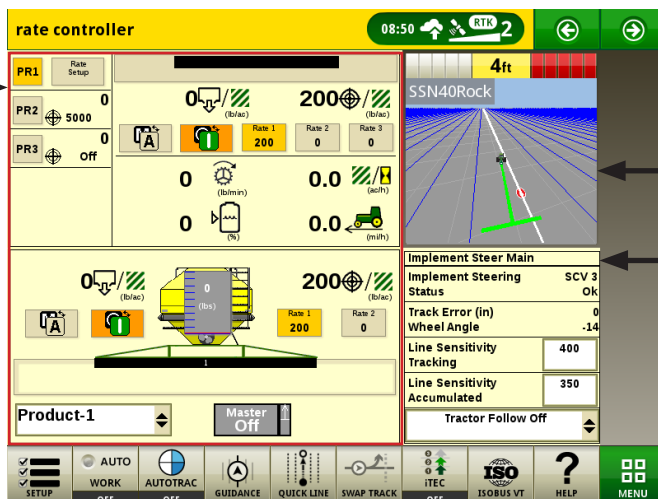 rate controller
08:50 RTK 2
PR1 Rate Setup
PR2 0 5000
PR3 0 Off
0 (lb/ac) 200 (lb/ac)
A Rate 1 200 Rate 2 0 Rate 3 0
0 (lb/min) 0.0 (ac/h)
0 (%) 0.0 (mi/h)
0 (lb/ac) 0 (lbs) 200 (lb/ac)
A Rate 1 200 Rate 2 0
1
Product-1 Master Off
4ft
SSN40Rock
Implement Steer Main
Implement Steering SCV 3
Status Ok
Track Error (in) 0
Wheel Angle -14
Line Sensitivity Tracking 400
Line Sensitivity Accumulated 350
Tractor Follow Off
SETUP
AUTO
WORK
OFF
AUTOTRAC
OFF
GUIDANCE
QUICK LINE
SWAP TRACK
iTEC
OFF
ISO
ISOBUS VT
?
HELP
MENU